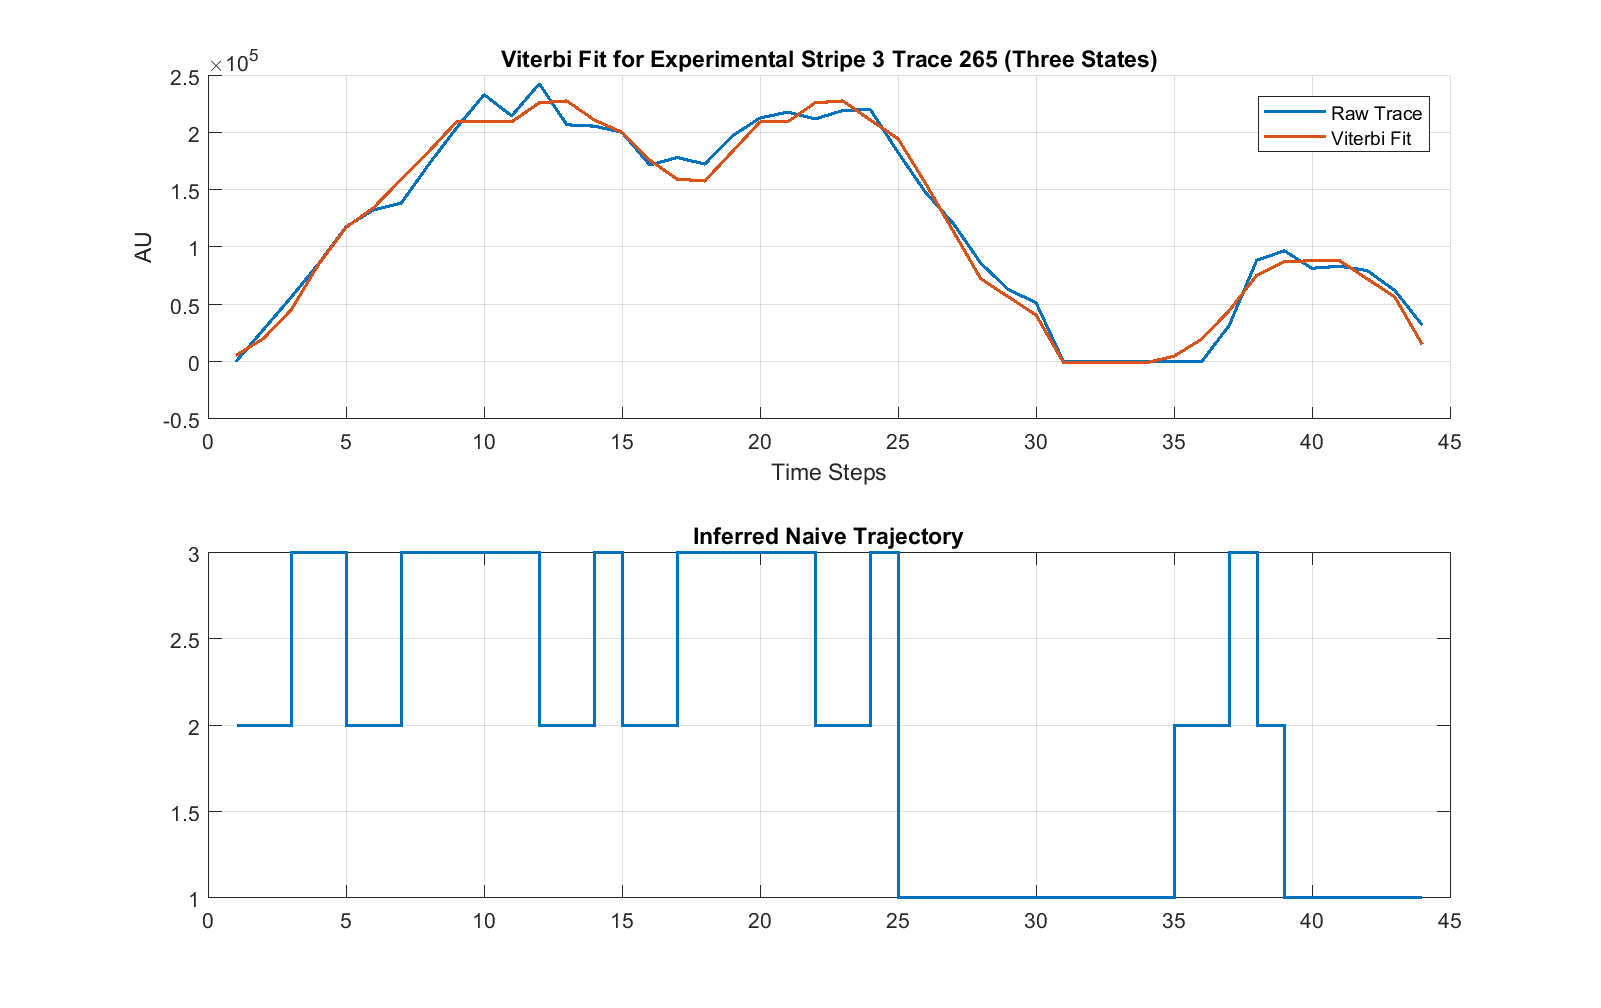 Viterbi Fit for Experimental Stripe 3 Trace 265 (Three States)
×10^5
2.5
2
1.5
1
0.5
0
-0.5
AU
Raw Trace
Viterbi Fit
0 5 10 15 20 25 30 35 40 45
Time Steps
Inferred Naive Trajectory
3
2.5
2
1.5
1
0 5 10 15 20 25 30 35 40 45